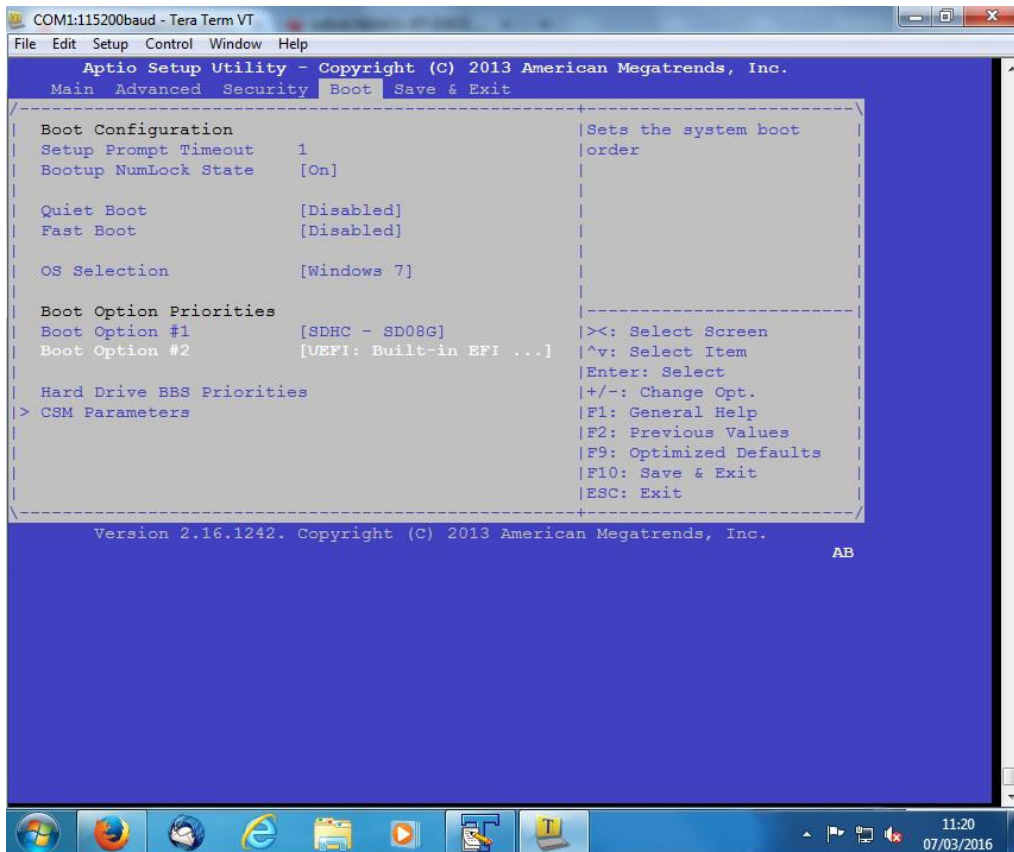 COM1:115200baud - Tera Term VT
File Edit Setup Control Window Help
Aptio Setup Utility - Copyright (C) 2013 American Megatrends, Inc.
Main Advanced Security Boot Save & Exit
/-----------------------------------------------------+-------------------------\
| Boot Configuration |Sets the system boot |
| Setup Prompt Timeout 1 |order |
| Bootup NumLock State [On] | |
| | |
| Quiet Boot [Disabled] | |
| Fast Boot [Disabled] | |
| | |
| OS Selection [Windows 7] | |
| | |
| Boot Option Priorities |-------------------------|
| Boot Option #1 [SDHC - SD08G] |><: Select Screen |
| Boot Option #2 [UEFI: Built-in EFI ...] |^v: Select Item |
| |Enter: Select |
| Hard Drive BBS Priorities |+/-: Change Opt. |
|> CSM Parameters |F1: General Help |
| |F2: Previous Values |
| |F9: Optimized Defaults |
| |F10: Save & Exit |
| |ESC: Exit |
\-----------------------------------------------------+-------------------------/
Version 2.16.1242. Copyright (C) 2013 American Megatrends, Inc.
AB
11:20
07/03/2016